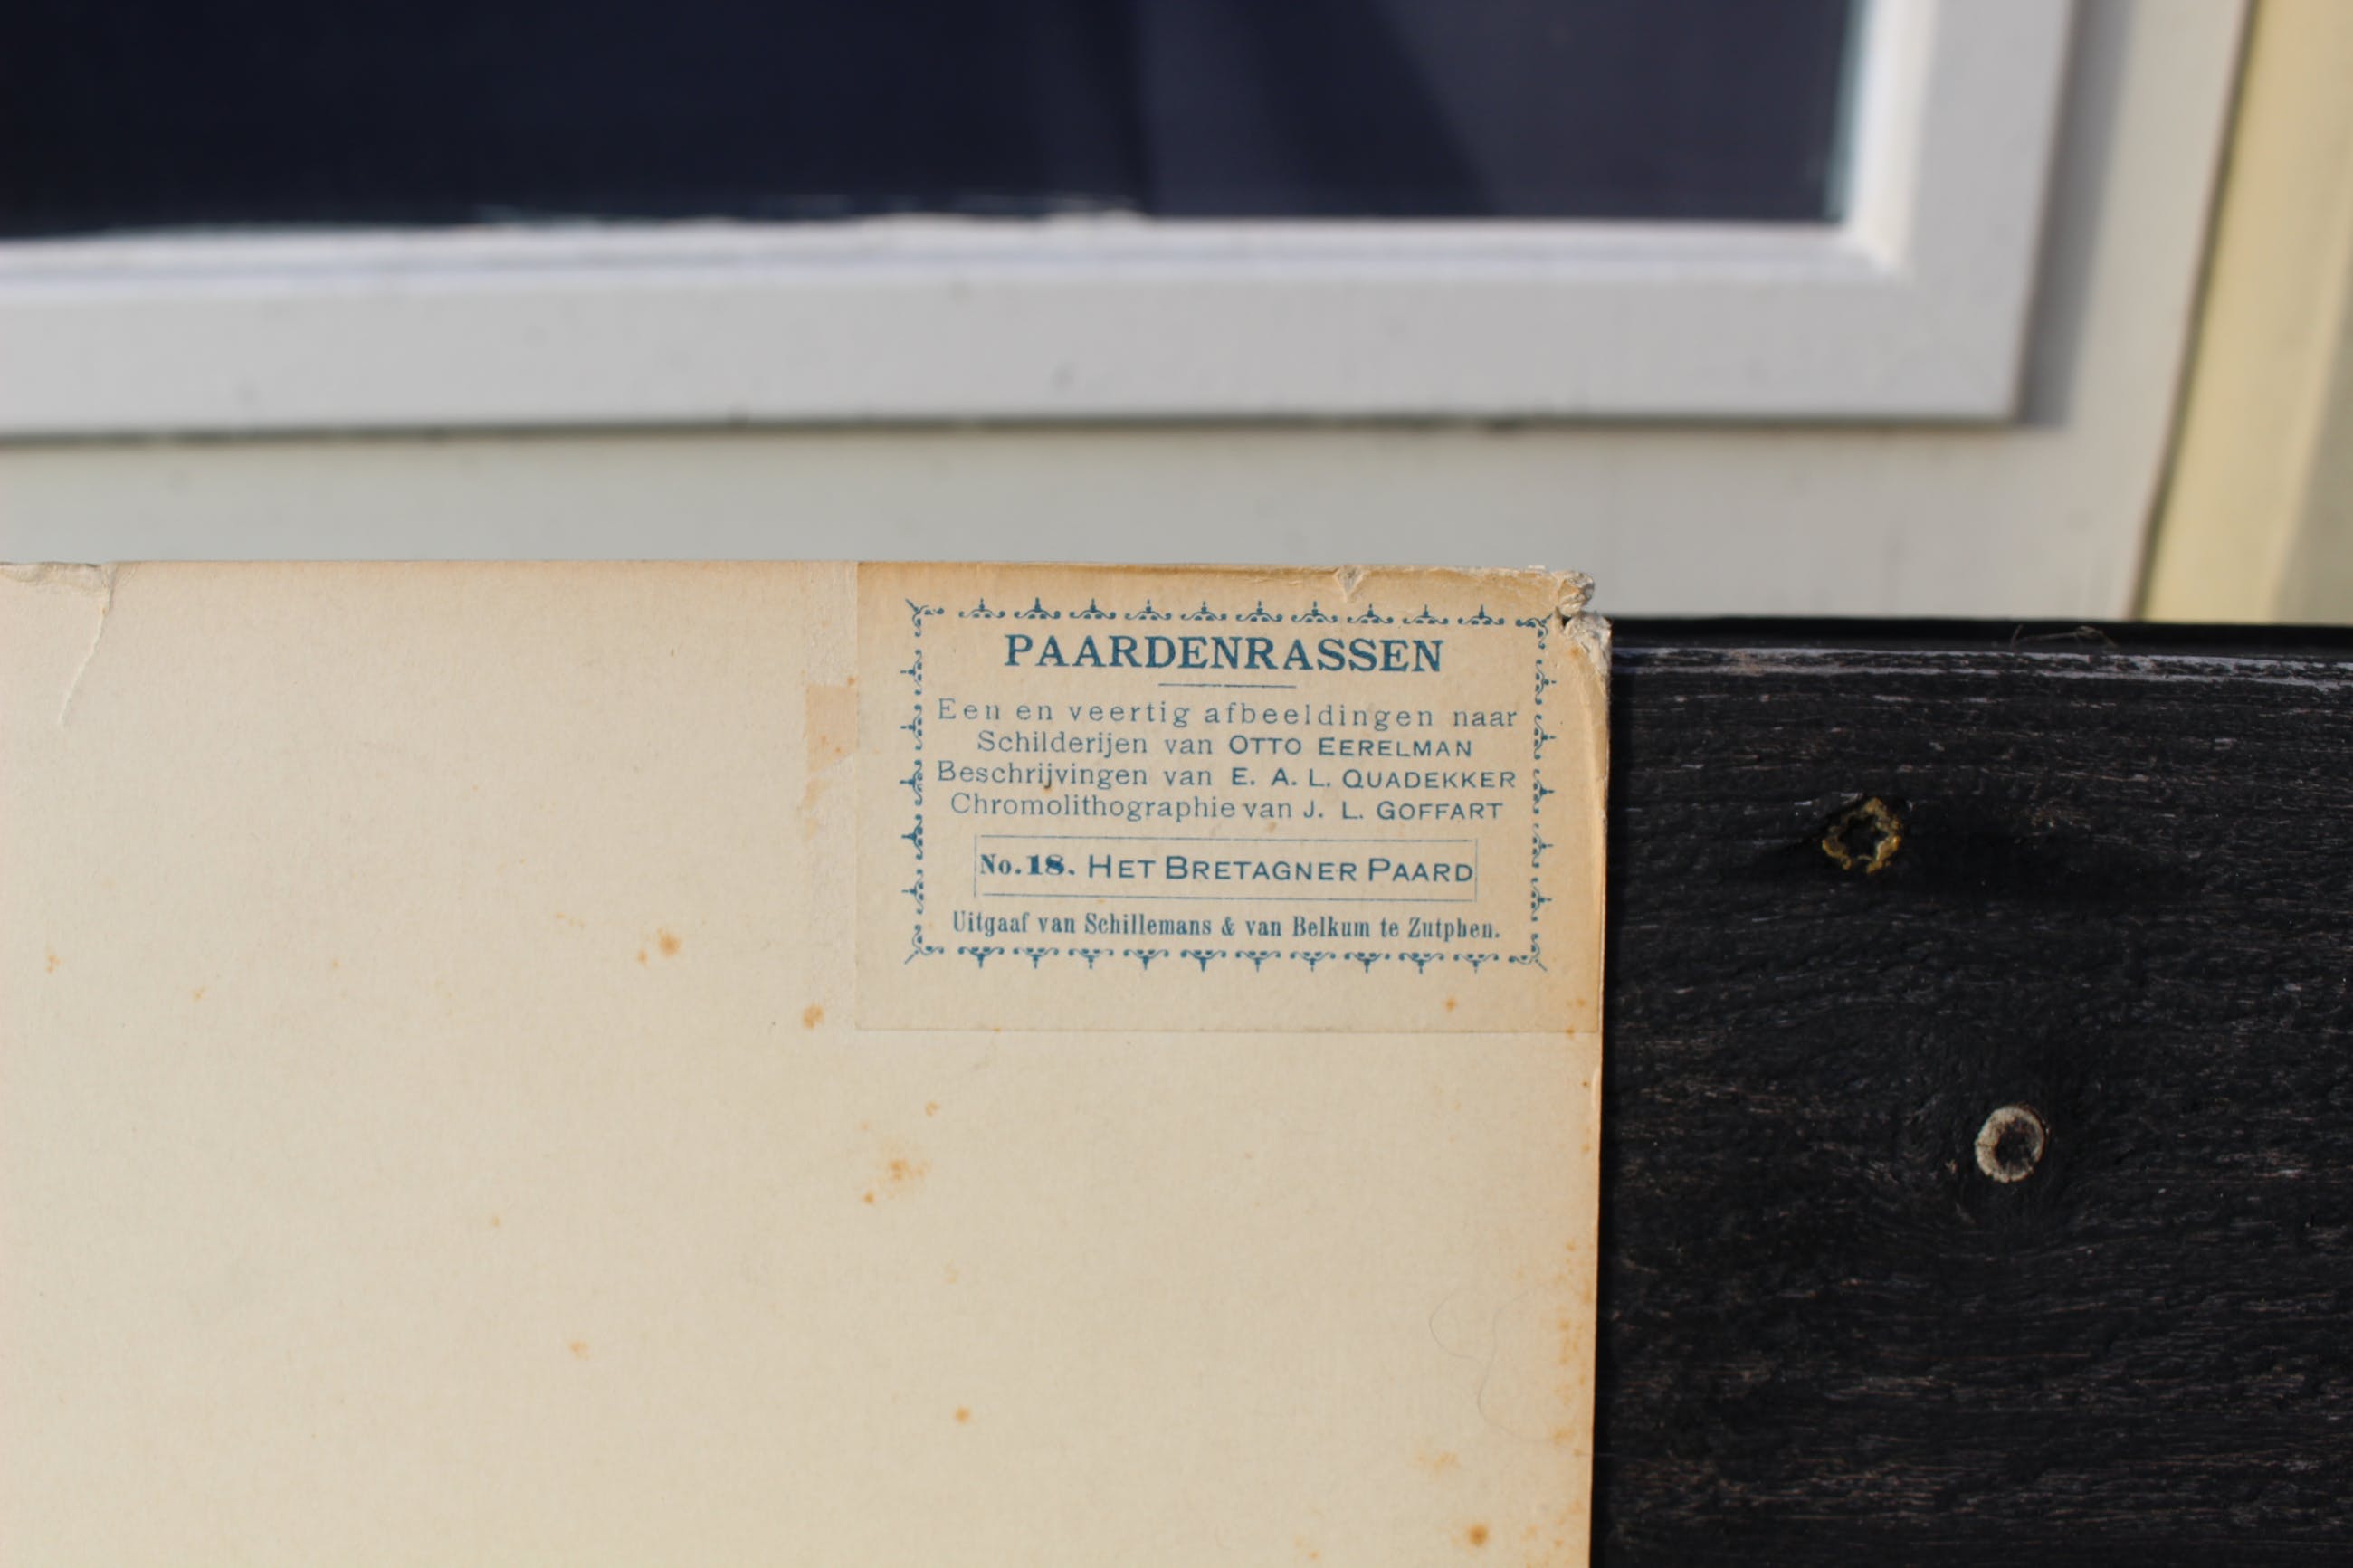 PAARDENRASSEN
Een en veertig afbeeldingen naar
Schilderijen van OTTO EERELMAN
Beschrijvingen van E. A. L. QUADEKKER
Chromolithographie van J. L. GOFFART
No. 18. HET BRETAGNER PAARD
Uitgaaf van Schillemans & van Belkum te Zutphen.